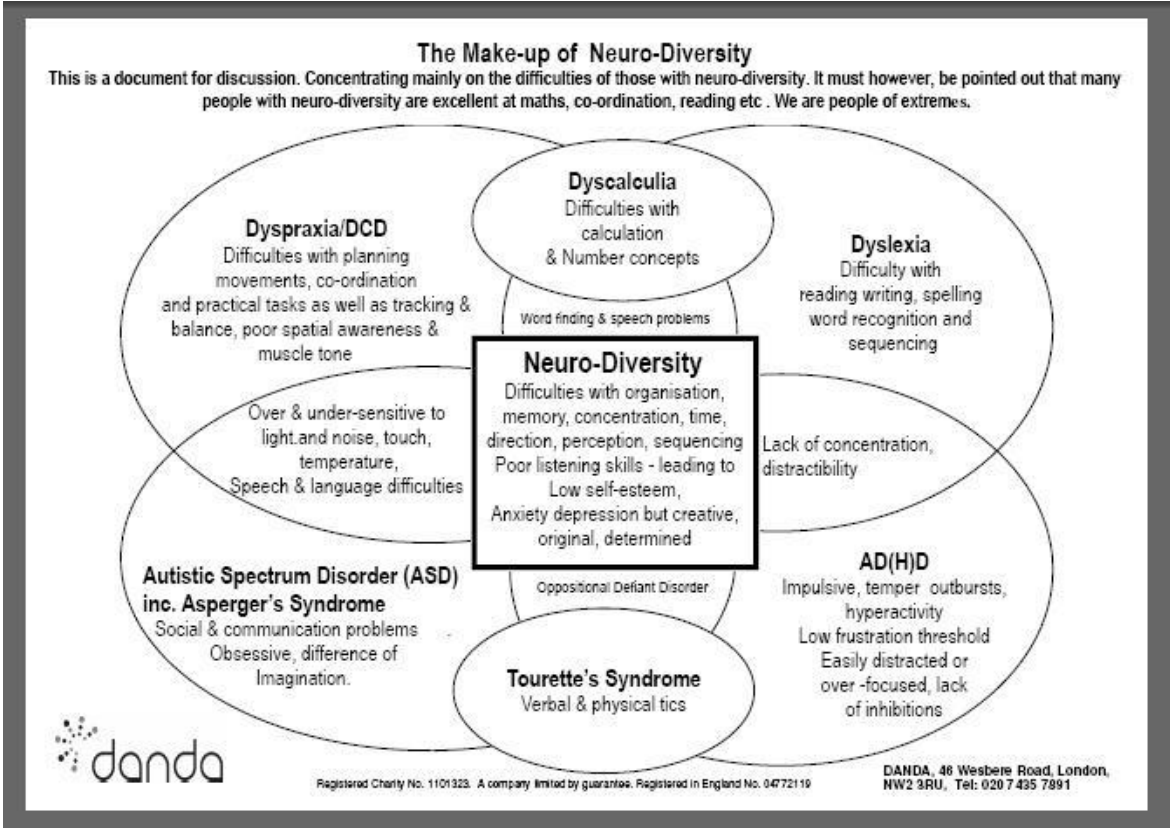 The Make-up of Neuro-Diversity
This is a document for discussion. Concentrating mainly on the difficulties of those with neuro-diversity. It must however, be pointed out that many
people with neuro-diversity are excellent at maths, co-ordination, reading etc . We are people of extremes.
Dyscalculia
Difficulties with
calculation
& Number concepts
Dyspraxia/DCD
Difficulties with planning
movements, co-ordination
and practical tasks as well as tracking &
balance, poor spatial awareness &
muscle tone
Dyslexia
Difficulty with
reading writing, spelling
word recognition and
sequencing
Word finding & speech problems
Neuro-Diversity
Difficulties with organisation,
memory, concentration, time,
direction, perception, sequencing
Poor listening skills - leading to
Low self-esteem,
Anxiety depression but creative,
original, determined
Over & under-sensitive to
light.and noise, touch,
temperature,
Speech & language difficulties
Lack of concentration,
distractibility
Autistic Spectrum Disorder (ASD)
inc. Asperger's Syndrome
Social & communication problems
Obsessive, difference of
Imagination.
Oppositional Defiant Disorder
AD(H)D
Impulsive, temper outbursts,
hyperactivity
Low frustration threshold
Easily distracted or
over -focused, lack
of inhibitions
Tourette's Syndrome
Verbal & physical tics
danda
Registered Charity No. 1101323. A company limited by guarantee. Registered in England No. 04772119
DANDA, 46 Wesbere Road, London,
NW2 3RU, Tel: 020 7435 7891